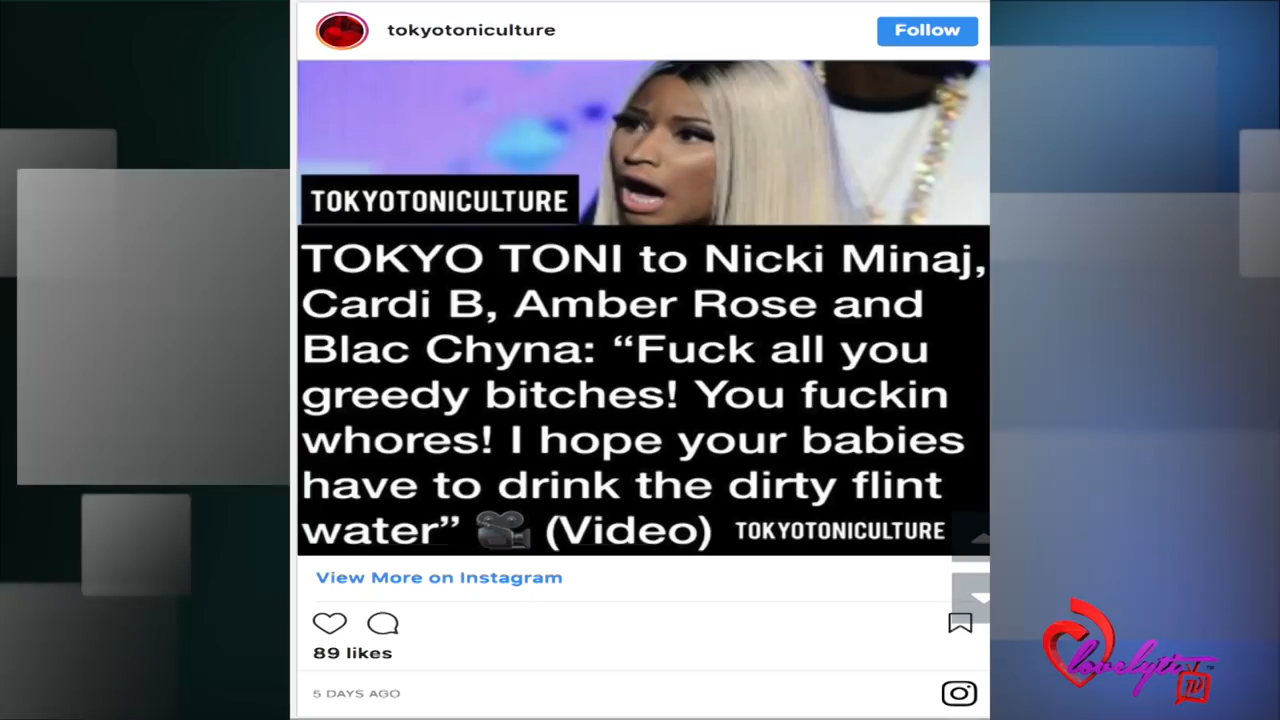 tokyotoniculture
Follow
TOKYOTONICULTURE
TOKYO TONI to Nicki Minaj,
Cardi B, Amber Rose and
Blac Chyna: “Fuck all you
greedy bitches! You fuckin
whores! I hope your babies
have to drink the dirty flint
water” 🎥 (Video) TOKYOTONICULTURE
View More on Instagram
89 likes
5 DAYS AGO
lovelyti
TV